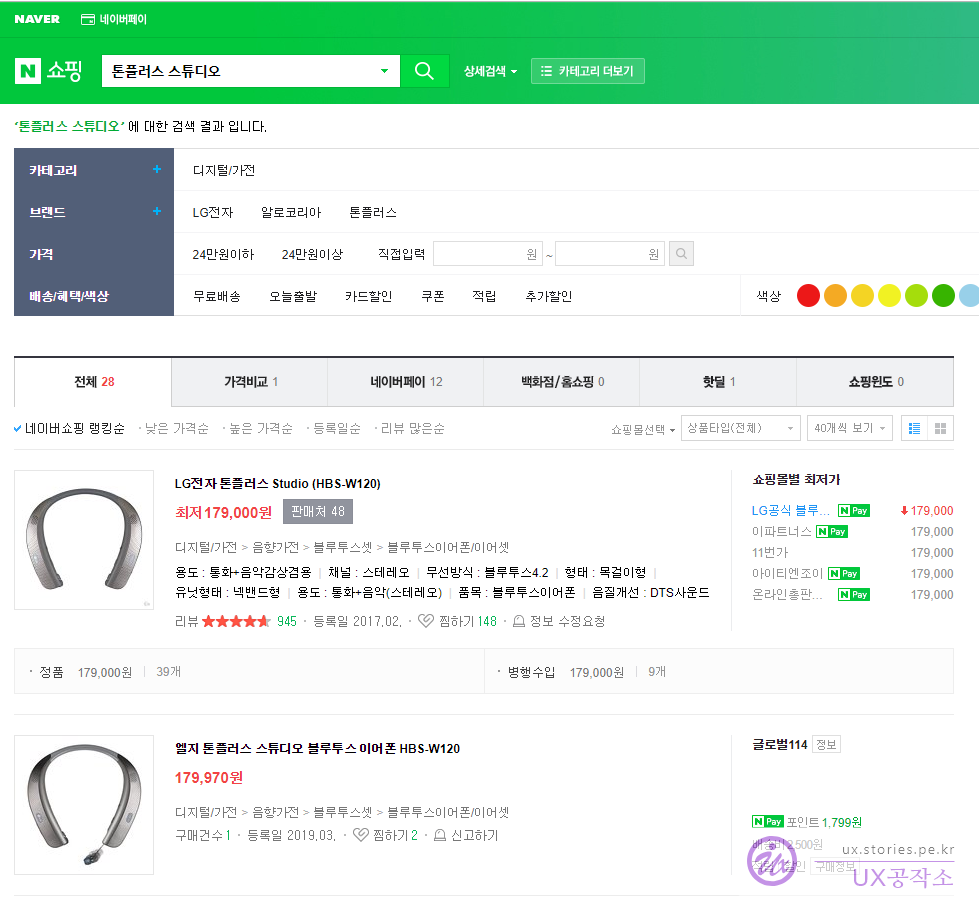 NAVER 네이버페이
N 쇼핑 톤플러스 스튜디오 상세검색 카테고리 더보기
'톤플러스 스튜디오' 에 대한 검색 결과 입니다.
카테고리 + 디지털/가전
브랜드 + LG전자 알로코리아 톤플러스
가격 24만원이하 24만원이상 직접입력 원 ~ 원
배송/혜택/색상 무료배송 오늘출발 카드할인 쿠폰 적립 추가할인 색상
전체 28 가격비교 1 네이버페이 12 백화점/홈쇼핑 0 핫딜 1 쇼핑윈도 0
네이버쇼핑 랭킹순 · 낮은 가격순 · 높은 가격순 · 등록일순 · 리뷰 많은순 쇼핑몰선택 상품타입(전체) 40개씩 보기
LG전자 톤플러스 Studio (HBS-W120)
최저 179,000원 판매처 48
디지털/가전 > 음향가전 > 블루투스셋 > 블루투스이어폰/이어셋
용도 : 통화+음악감상겸용 | 채널 : 스테레오 | 무선방식 : 블루투스4.2 | 형태 : 목걸이형 |
유닛형태 : 넥밴드형 | 용도 : 통화+음악(스테레오) | 품목 : 블루투스이어폰 | 음질개선 : DTS사운드
리뷰 ★★★★★ 945 · 등록일 2017.02. · 찜하기 148 · 정보 수정요청
쇼핑몰별 최저가
LG공식 블루... N Pay 179,000
이파트너스 N Pay 179,000
11번가 179,000
아이티엔조이 N Pay 179,000
온라인총판... N Pay 179,000
· 정품 179,000원 | 39개 · 병행수입 179,000원 | 9개
엘지 톤플러스 스튜디오 블루투스 이어폰 HBS-W120
179,970원
디지털/가전 > 음향가전 > 블루투스셋 > 블루투스이어폰/이어셋
구매건수 1 · 등록일 2019.03. · 찜하기 2 · 신고하기
글로벌114 정보
N Pay 포인트 1,799원
배송비 2,500원
할인 구매정보
ux.stories.pe.kr
UX공작소